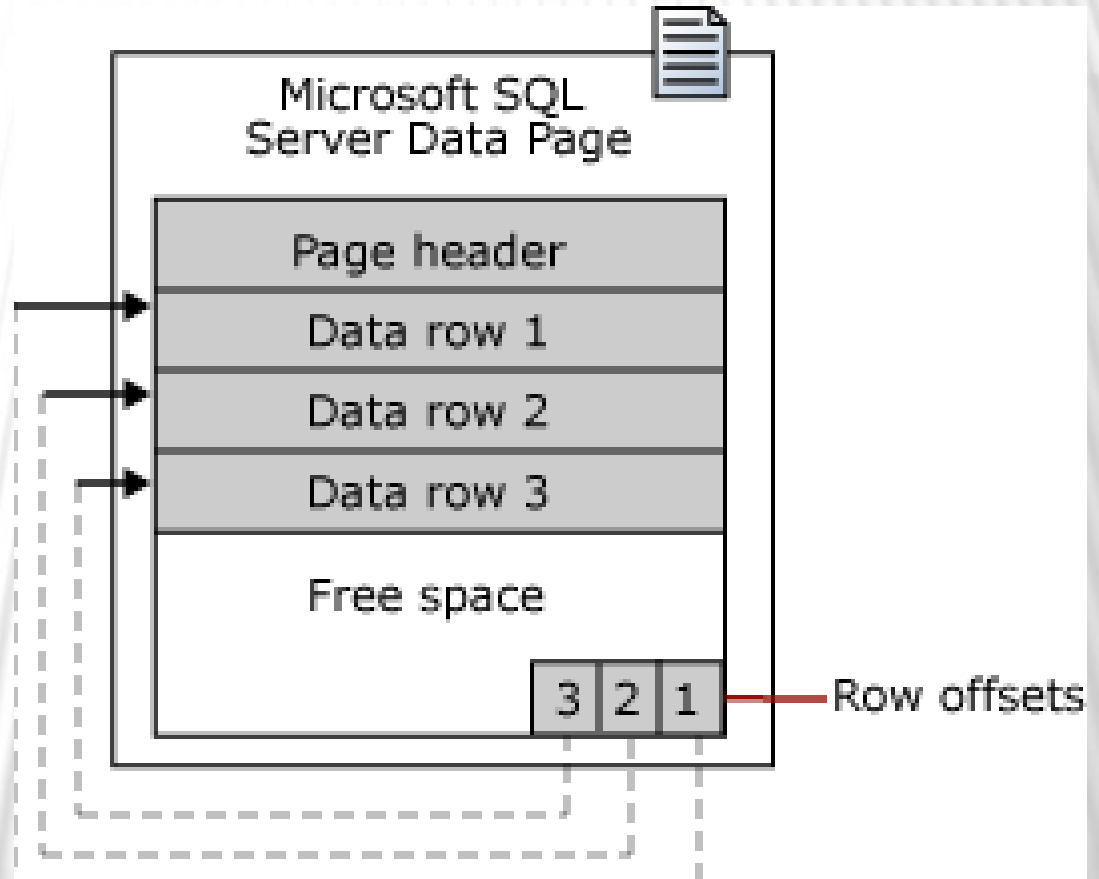 Microsoft SQL
Server Data Page
Page header
Data row 1
Data row 2
Data row 3
Free space
3 2 1
Row offsets